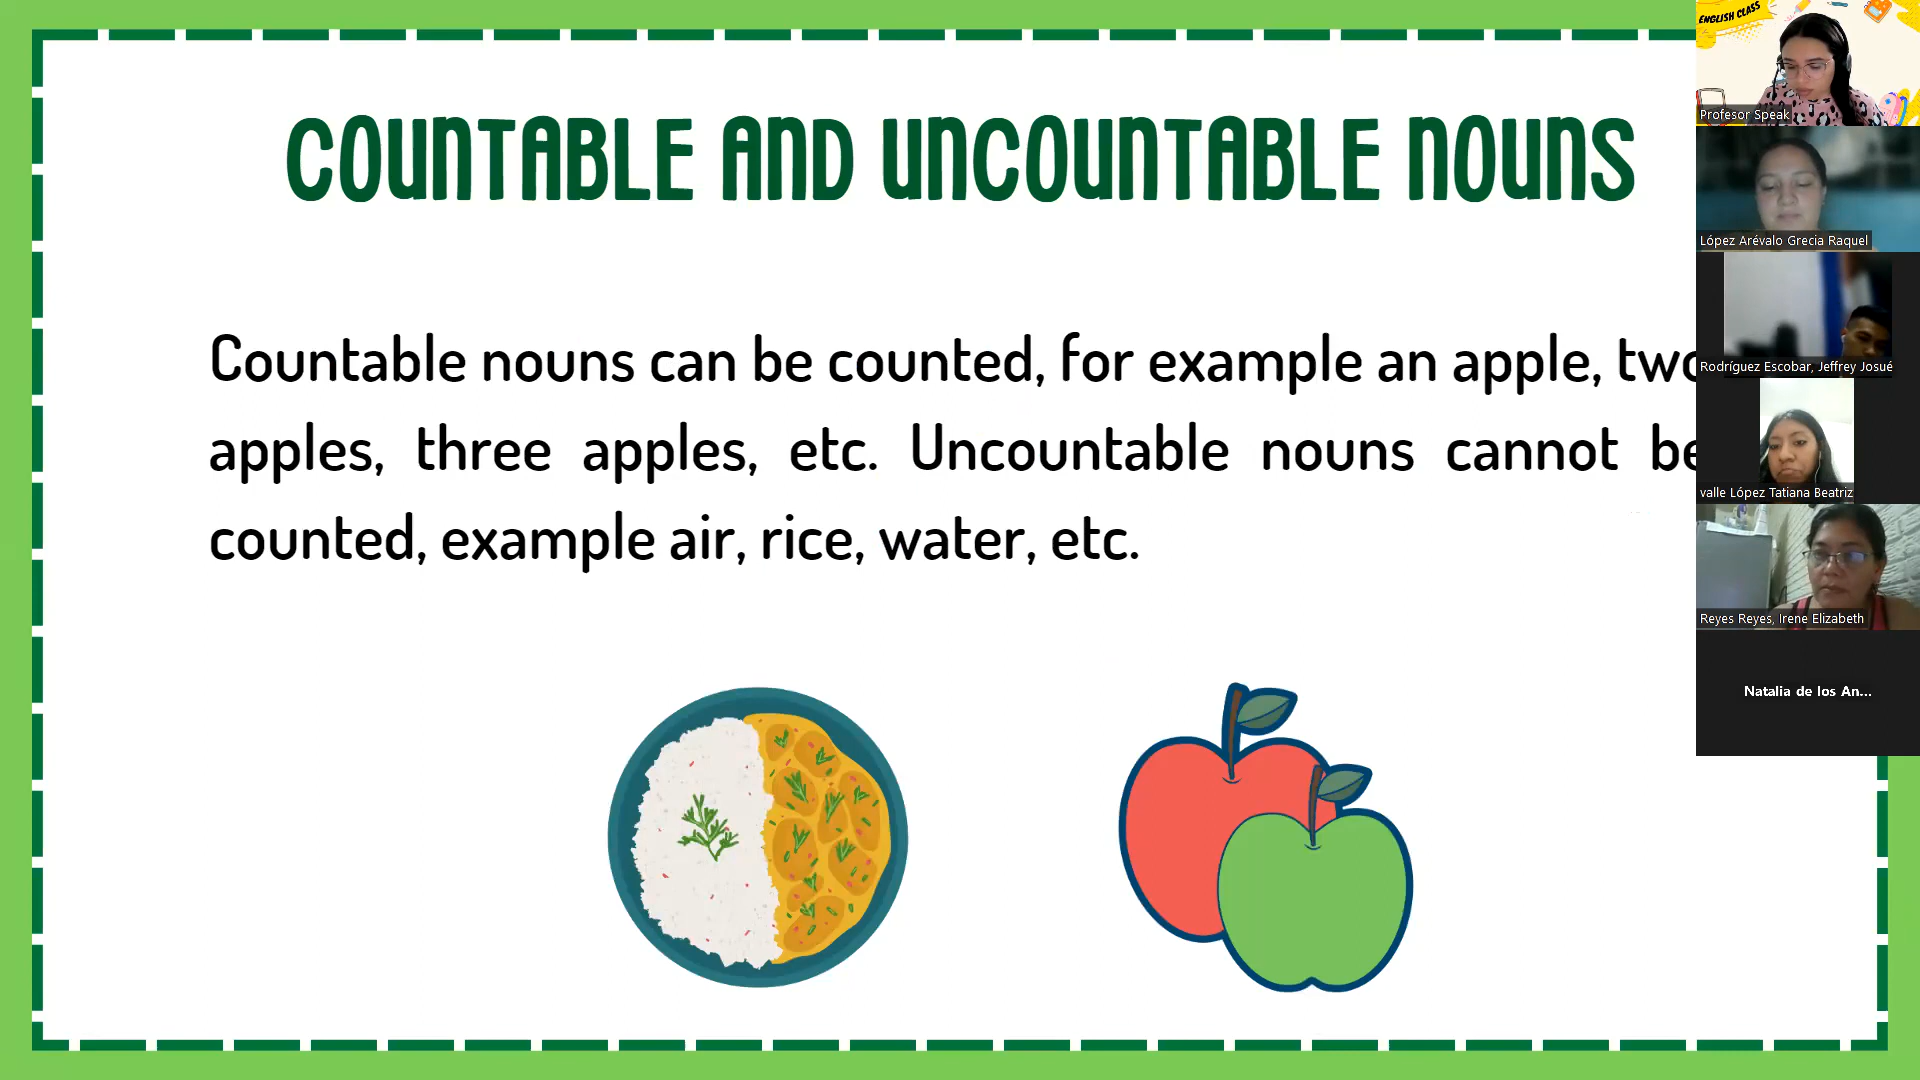 COUNTABLE AND UNCOUNTABLE NOUNS
Countable nouns can be counted, for example an apple, two
apples, three apples, etc. Uncountable nouns cannot be
counted, example air, rice, water, etc.
ENGLISH CLASS
Profesor Speak
López Arévalo Grecia Raquel
Rodríguez Escobar, Jeffrey Josué
valle López Tatiana Beatriz
Reyes Reyes, Irene Elizabeth
Natalia de los An...